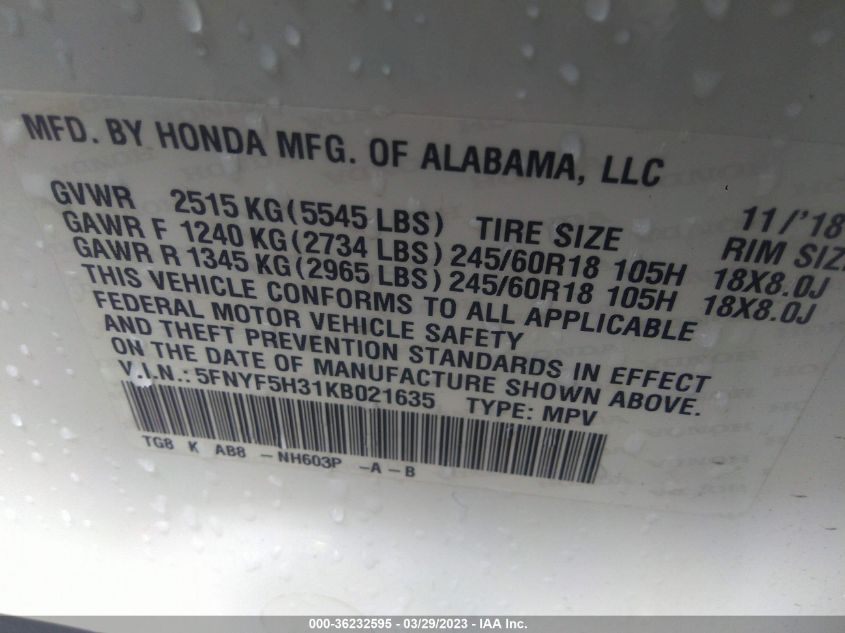 MFD. BY HONDA MFG. OF ALABAMA, LLC
11/'18
GVWR 2515 KG (5545 LBS) TIRE SIZE RIM SIZ
GAWR F 1240 KG (2734 LBS) 245/60R18 105H 18X8.0J
GAWR R 1345 KG (2965 LBS) 245/60R18 105H 18X8.0J
THIS VEHICLE CONFORMS TO ALL APPLICABLE
FEDERAL MOTOR VEHICLE SAFETY
AND THEFT PREVENTION STANDARDS IN EFFECT
ON THE DATE OF MANUFACTURE SHOWN ABOVE.
V.I.N.: 5FNYF5H31KB021635 TYPE: MPV
TG8 K AB8 - NH603P -A - B
000-36232595 - 03/29/2023 - IAA Inc.